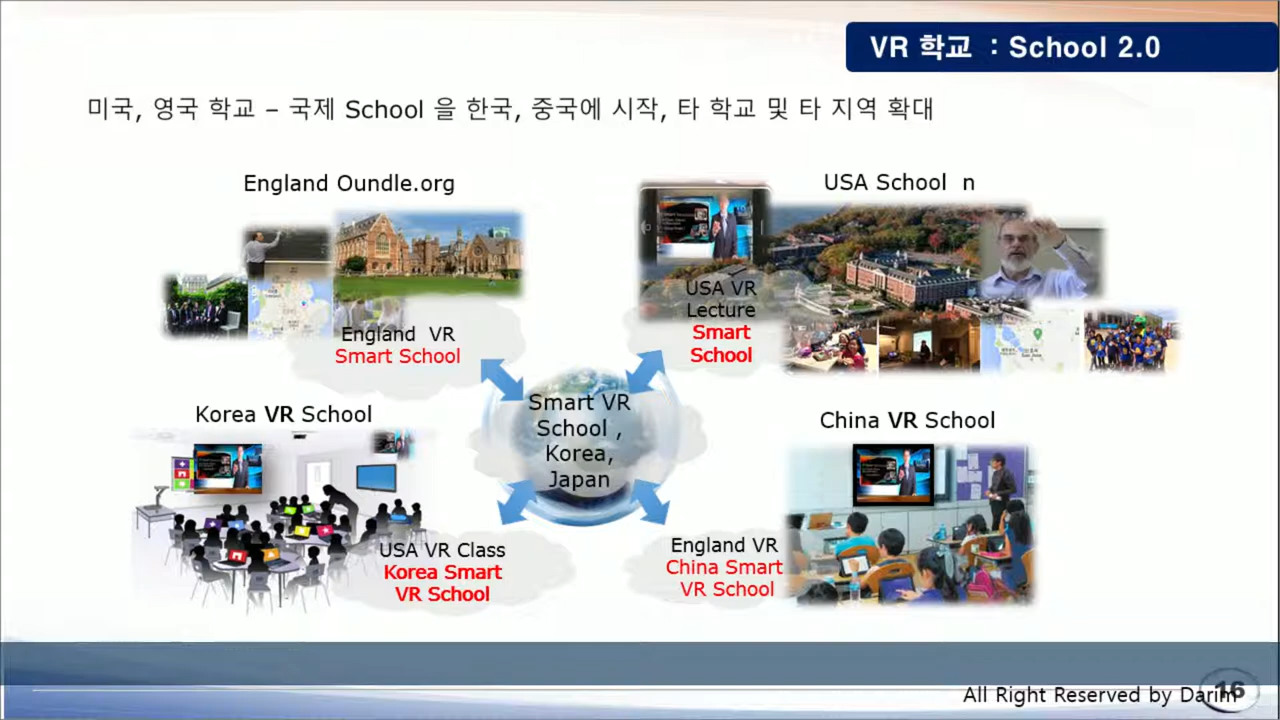 VR 학교 : School 2.0
미국, 영국 학교 – 국제 School 을 한국, 중국에 시작, 타 학교 및 타 지역 확대
England Oundle.org
USA School n
England VR
Smart School
USA VR
Lecture
Smart
School
Smart VR
School ,
Korea,
Japan
Korea VR School
China VR School
USA VR Class
Korea Smart
VR School
England VR
China Smart
VR School
All Right Reserved by Darim
16